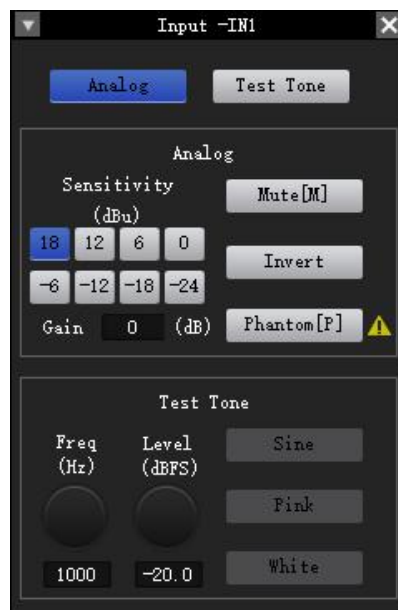 Input -IN1
Analog Test Tone
Analog
Sensitivity
(dBu)
Mute[M]
18 12 6 0
Invert
-6 -12 -18 -24
Gain 0 (dB) Phantom[P]
Test Tone
Freq Level Sine
(Hz) (dBFS)
Pink
1000 -20.0 White